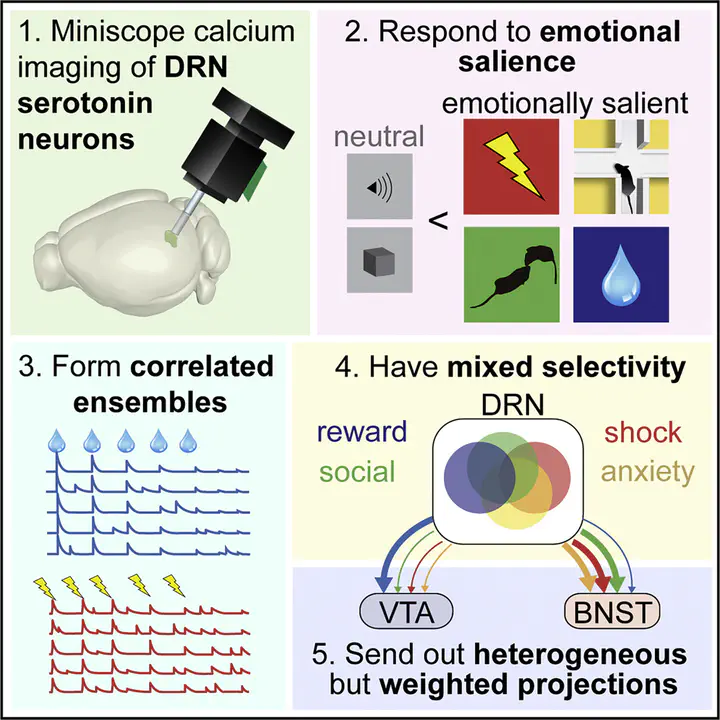 1. Miniscope calcium
imaging of DRN
serotonin
neurons
2. Respond to emotional
salience
emotionally salient
neutral
<
3. Form correlated
ensembles
4. Have mixed selectivity
DRN
reward
shock
social
anxiety
VTA
BNST
5. Send out heterogeneous
but weighted projections